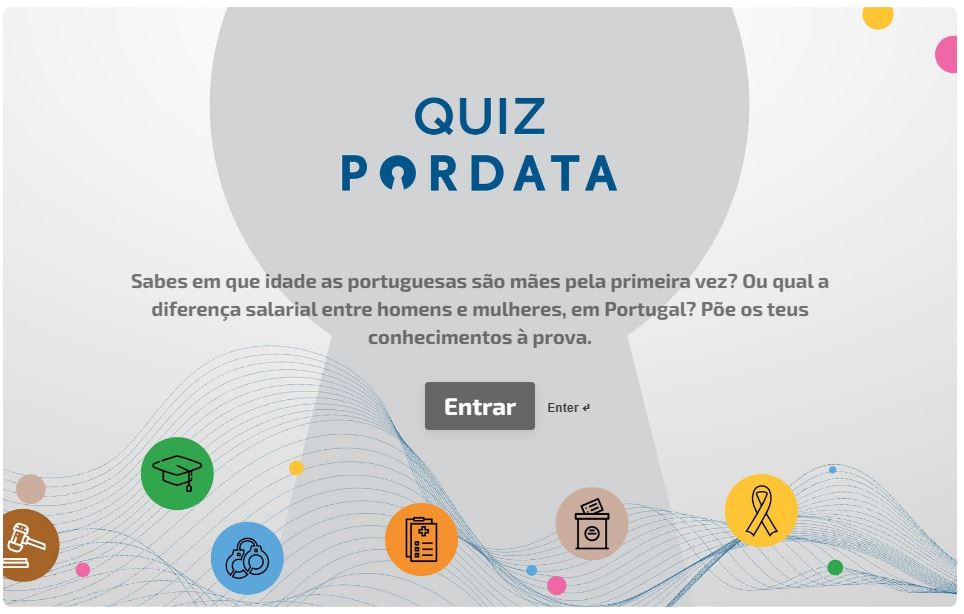 QUIZ
PORDATA
Sabes em que idade as portuguesas são mães pela primeira vez? Ou qual a
diferença salarial entre homens e mulheres, em Portugal? Põe os teus
conhecimentos à prova.
Entrar
Enter ↵